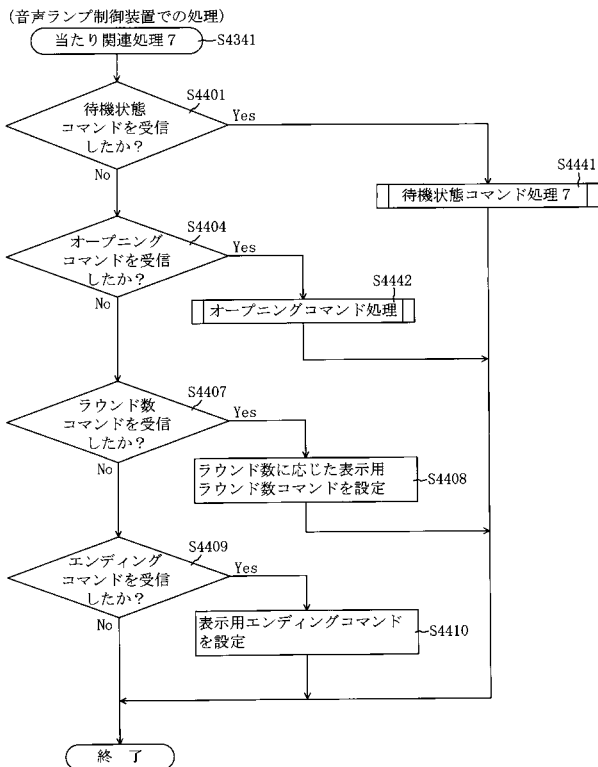 (音声ランプ制御装置での処理)
当たり関連処理7
S4341
S4401
待機状態
コマンドを受信
したか?
Yes
No
S4441
待機状態コマンド処理7
S4404
オープニング
コマンドを受信
したか?
Yes
No
S4442
オープニングコマンド処理
S4407
ラウンド数
コマンドを受信
したか?
Yes
No
ラウンド数に応じた表示用
ラウンド数コマンドを設定
S4408
S4409
エンディング
コマンドを受信
したか?
Yes
No
表示用エンディングコマンド
を設定
S4410
終 了